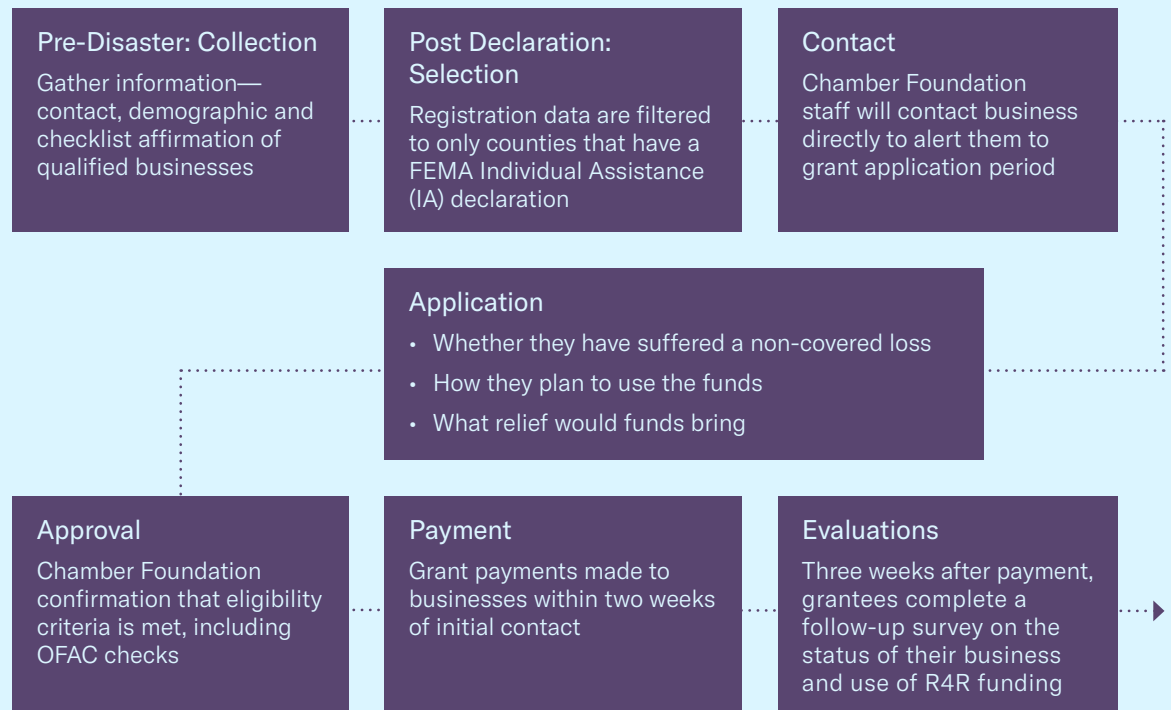 Pre-Disaster: Collection
Gather information—
contact, demographic and
checklist affirmation of
qualified businesses
Post Declaration:
Selection
Registration data are filtered
to only counties that have a
FEMA Individual Assistance
(IA) declaration
Contact
Chamber Foundation
staff will contact business
directly to alert them to
grant application period
Application
• Whether they have suffered a non-covered loss
• How they plan to use the funds
• What relief would funds bring
Approval
Chamber Foundation
confirmation that eligibility
criteria is met, including
OFAC checks
Payment
Grant payments made to
businesses within two weeks
of initial contact
Evaluations
Three weeks after payment,
grantees complete a
follow-up survey on the
status of their business
and use of R4R funding